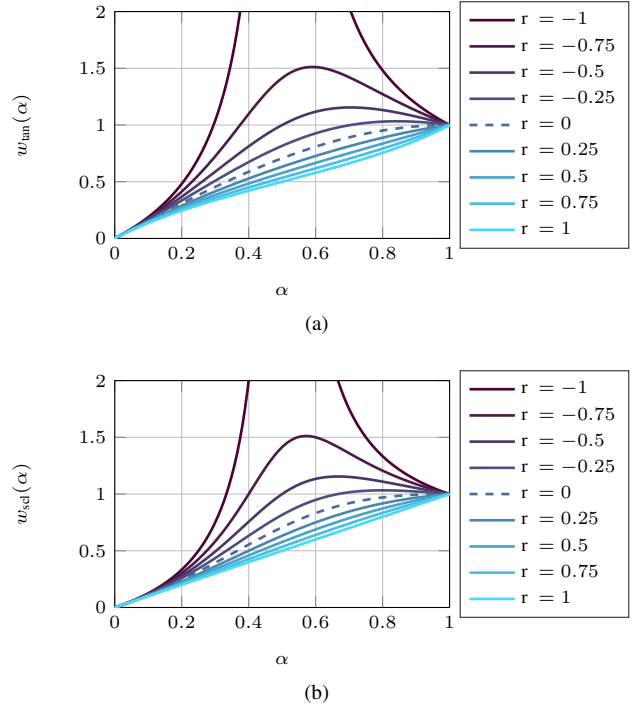 2
1.5
1
0.5
0
0
0.2
0.4
0.6
0.8
1
w_tan(α)
α
r = −1
r = −0.75
r = −0.5
r = −0.25
r = 0
r = 0.25
r = 0.5
r = 0.75
r = 1
(a)
2
1.5
1
0.5
0
0
0.2
0.4
0.6
0.8
1
w_scl(α)
α
r = −1
r = −0.75
r = −0.5
r = −0.25
r = 0
r = 0.25
r = 0.5
r = 0.75
r = 1
(b)